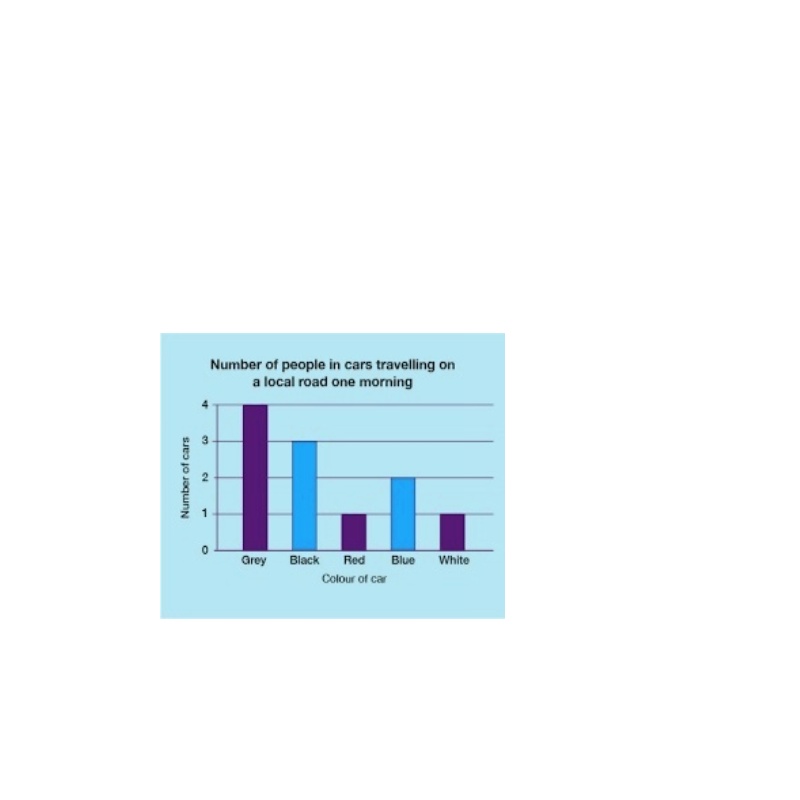 Number of people in cars travelling on
a local road one morning
4
3
2
1
0
Number of cars
Grey Black Red Blue White
Colour of car